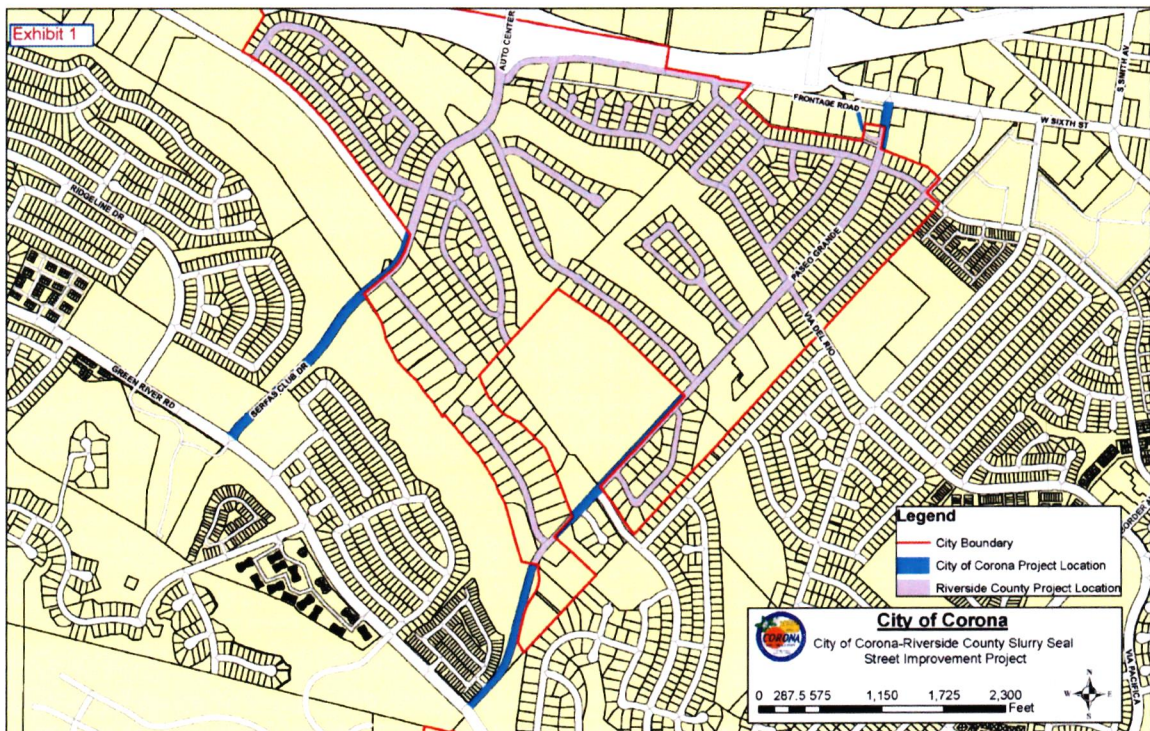 Exhibit 1
AUTO CENTER
S SMITH AV
FRONTAGE ROAD
W SIXTH ST
RIDGELINE DR
PASEO GRANDE
VIA DEL RIO
GREEN RIVER RD
SERFAS CLUB DR
BORDER A
VIA PACIFICA
Legend
City Boundary
City of Corona Project Location
Riverside County Project Location
CORONA
City of Corona
City of Corona-Riverside County Slurry Seal
Street Improvement Project
0 287.5 575 1,150 1,725 2,300
Feet
N
W E
S